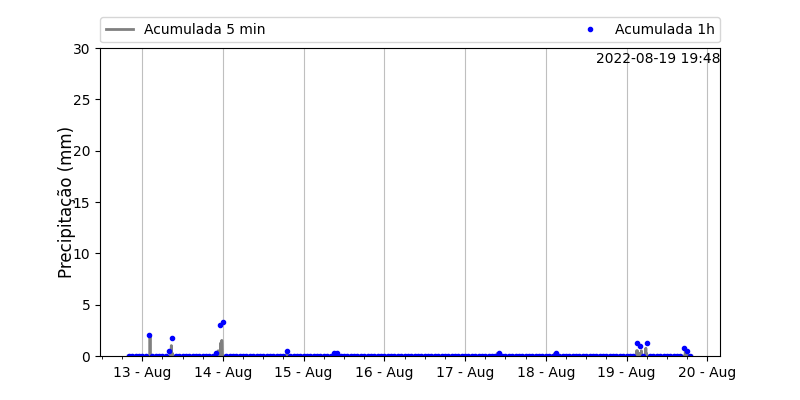 Acumulada 5 min Acumulada 1h
2022-08-19 19:48
Precipitação (mm)
30
25
20
15
10
5
0
13 - Aug 14 - Aug 15 - Aug 16 - Aug 17 - Aug 18 - Aug 19 - Aug 20 - Aug